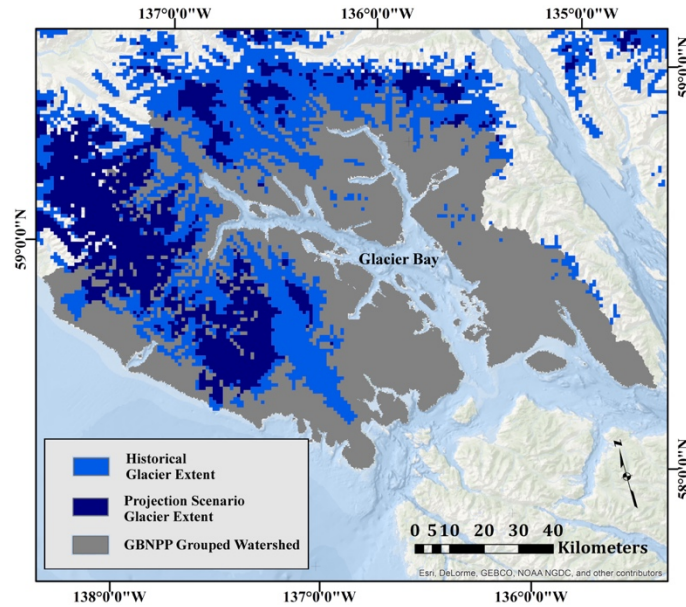 137°0'0"W 136°0'0"W 135°0'0"W
59°0'0"N
59°0'0"N
Glacier Bay
Historical
Glacier Extent
Projection Scenario
Glacier Extent
GBNPP Grouped Watershed
N
58°0'0"N
0 5 10 20 30 40
Kilometers
Esri, DeLorme, GEBCO, NOAA NGDC, and other contributors
138°0'0"W 137°0'0"W 136°0'0"W